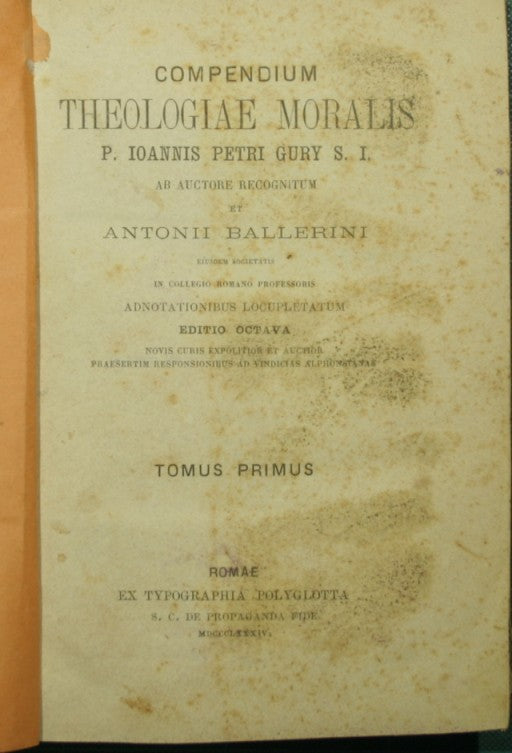 COMPENDIUM
THEOLOGIAE MORALIS
P. IOANNIS PETRI GURY S. I.
AB AUCTORE RECOGNITUM
ET
ANTONII BALLERINI
EIUSDEM SOCIETATIS
IN COLLEGIO ROMANO PROFESSORIS
ADNOTATIONIBUS LOCUPLETATUM
EDITIO OCTAVA
NOVIS CURIS EXPOLITIOR ET AUCTIOR
PRAESERTIM RESPONSIONIBUS AD VINDICIAS ALPHONSIANAS
TOMUS PRIMUS
ROMAE
EX TYPOGRAPHIA POLYGLOTTA
S. C. DE PROPAGANDA FIDE
MDCCCLXXXIV.